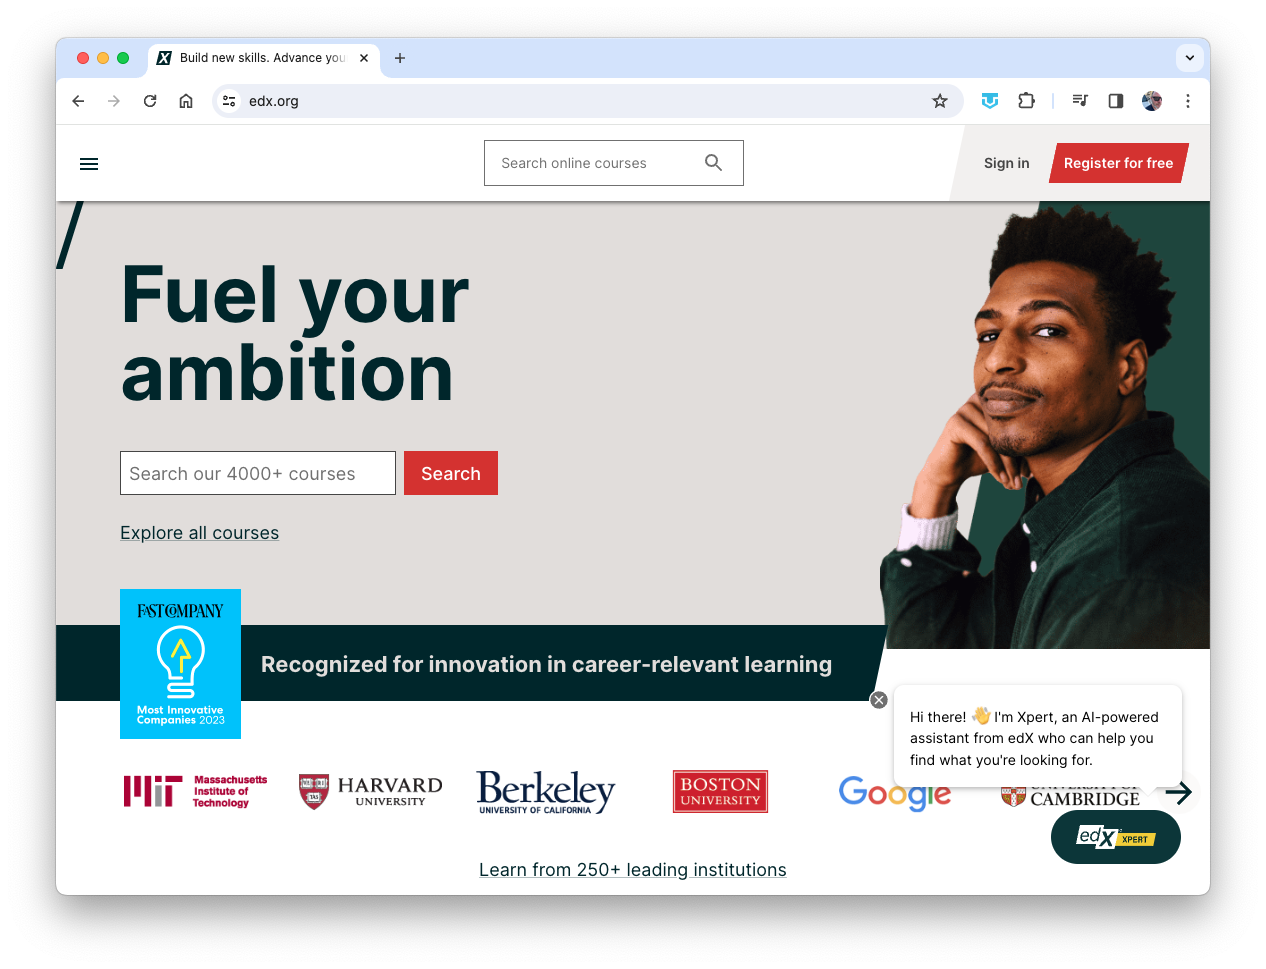 Build new skills. Advance you
edx.org
Search online courses
Sign in
Register for free
Fuel your
ambition
Search our 4000+ courses
Search
Explore all courses
FAST COMPANY
Most Innovative
Companies 2023
Recognized for innovation in career-relevant learning
Hi there! 👋 I'm Xpert, an AI-powered
assistant from edX who can help you
find what you're looking for.
MIT
Massachusetts
Institute of
Technology
HARVARD
UNIVERSITY
Berkeley
UNIVERSITY OF CALIFORNIA
BOSTON
UNIVERSITY
Google
UNIVERSITY OF
CAMBRIDGE
edX XPERT
Learn from 250+ leading institutions